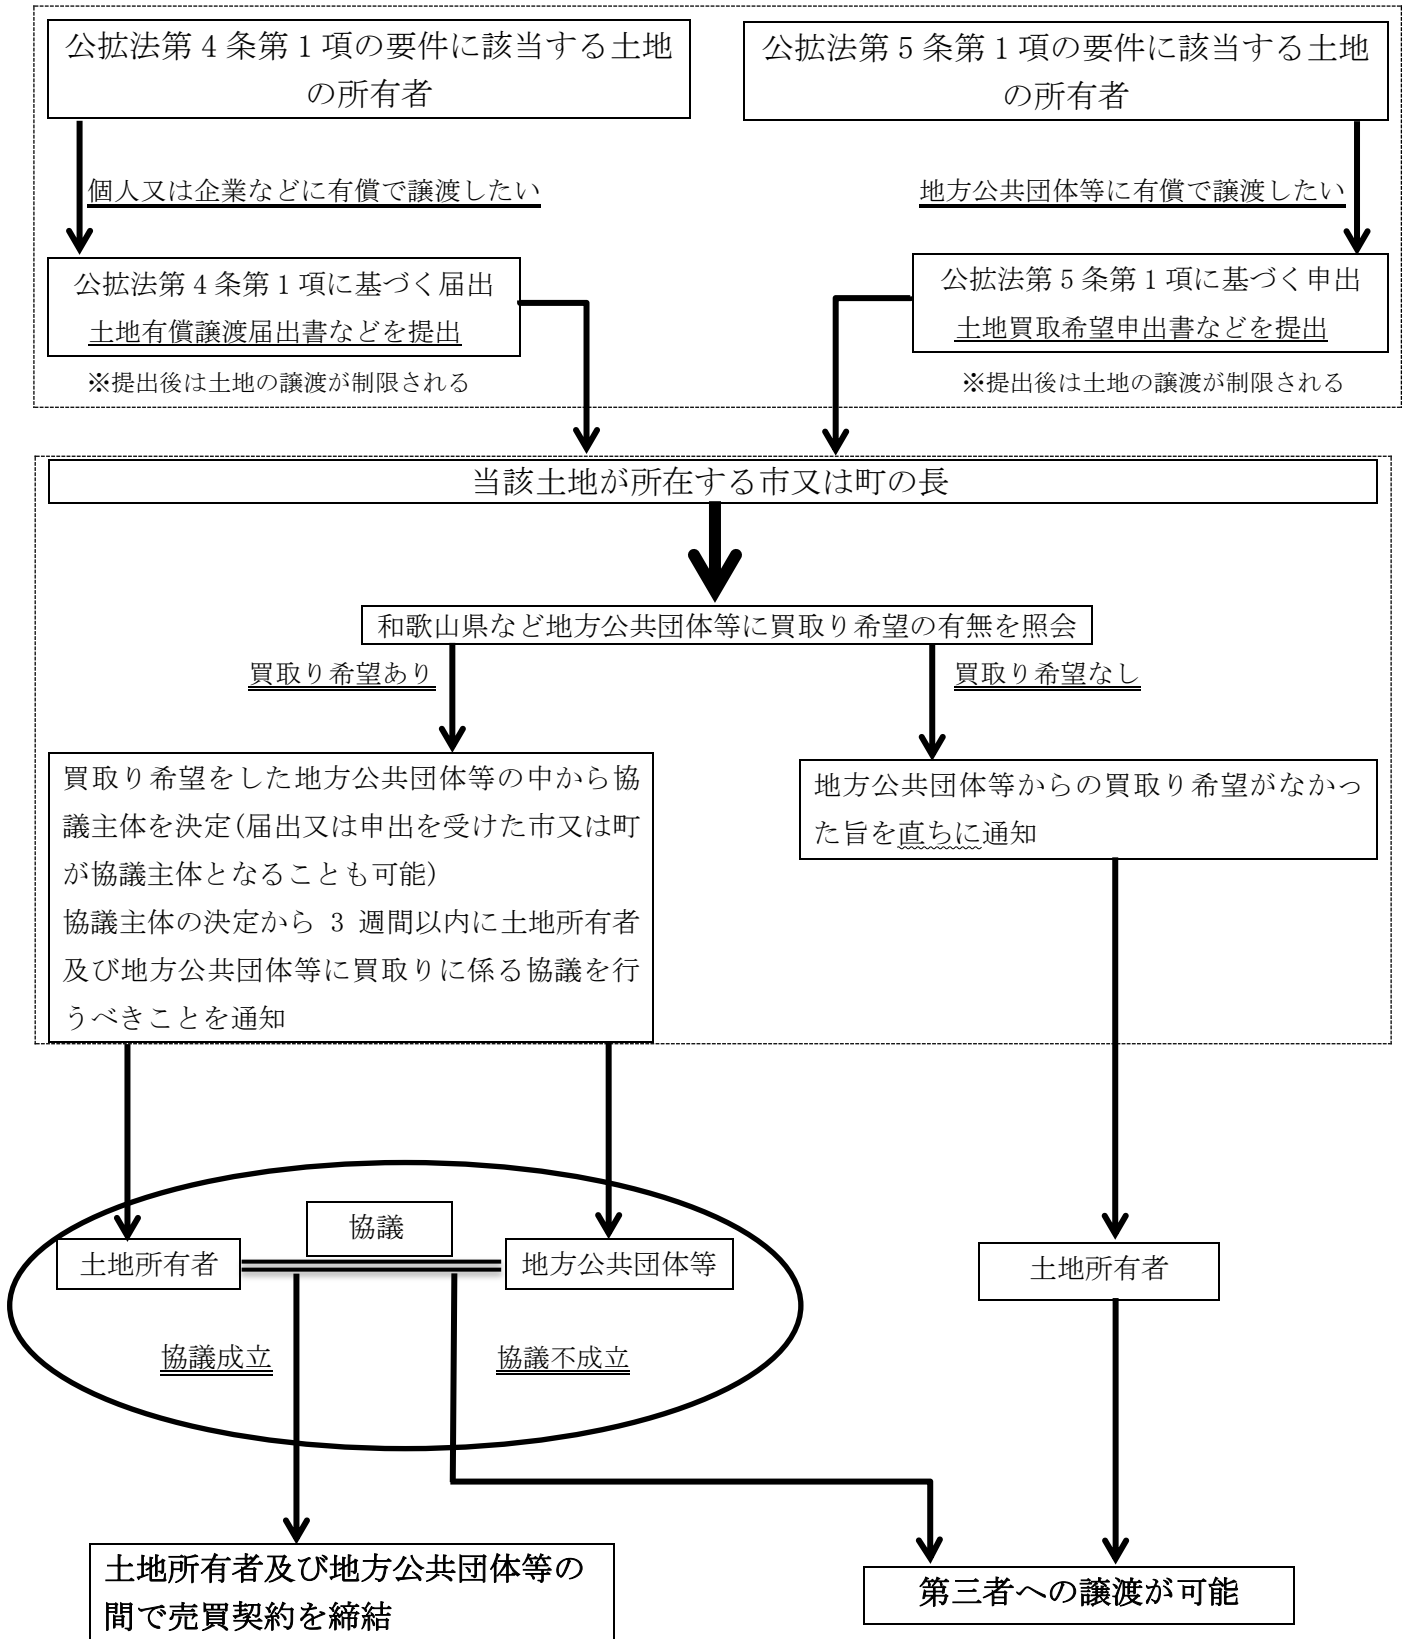 公拡法第4条第1項の要件に該当する土地
の所有者
公拡法第5条第1項の要件に該当する土地
の所有者
個人又は企業などに有償で譲渡したい
地方公共団体等に有償で譲渡したい
公拡法第4条第1項に基づく届出
土地有償譲渡届出書などを提出
公拡法第5条第1項に基づく申出
土地買取希望申出書などを提出
※提出後は土地の譲渡が制限される
※提出後は土地の譲渡が制限される
当該土地が所在する市又は町の長
和歌山県など地方公共団体等に買取り希望の有無を照会
買取り希望あり
買取り希望なし
買取り希望をした地方公共団体等の中から協
議主体を決定(届出又は申出を受けた市又は町
が協議主体となることも可能)
協議主体の決定から 3 週間以内に土地所有者
及び地方公共団体等に買取りに係る協議を行
うべきことを通知
地方公共団体等からの買取り希望がなかっ
た旨を直ちに通知
協議
土地所有者
地方公共団体等
土地所有者
協議成立
協議不成立
土地所有者及び地方公共団体等の
間で売買契約を締結
第三者への譲渡が可能